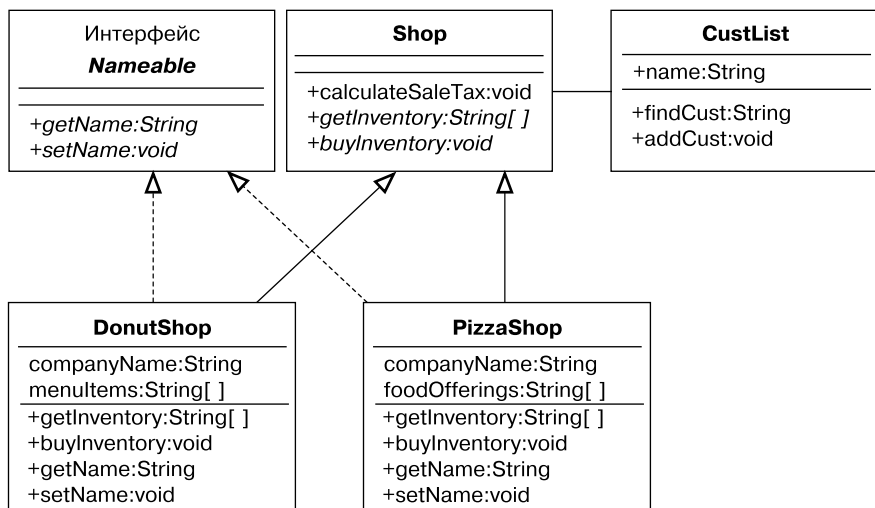 Интерфейс
Nameable
+getName:String
+setName:void
Shop
+calculateSaleTax:void
+getInventory:String[ ]
+buyInventory:void
CustList
+name:String
+findCust:String
+addCust:void
DonutShop
companyName:String
menuItems:String[ ]
+getInventory:String[ ]
+buyInventory:void
+getName:String
+setName:void
PizzaShop
companyName:String
foodOfferings:String[ ]
+getInventory:String[ ]
+buyInventory:void
+getName:String
+setName:void